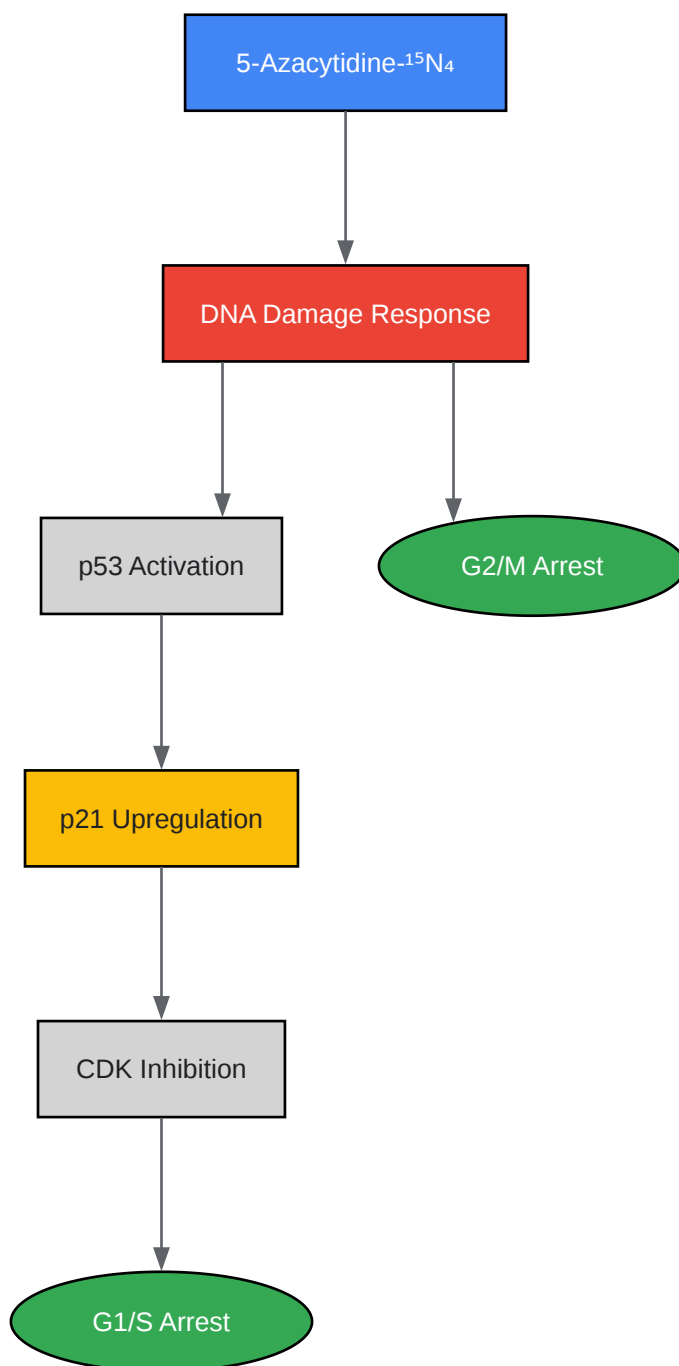 5-Azacytidine-¹⁵N₄
DNA Damage Response
p53 Activation
G2/M Arrest
p21 Upregulation
CDK Inhibition
G1/S Arrest